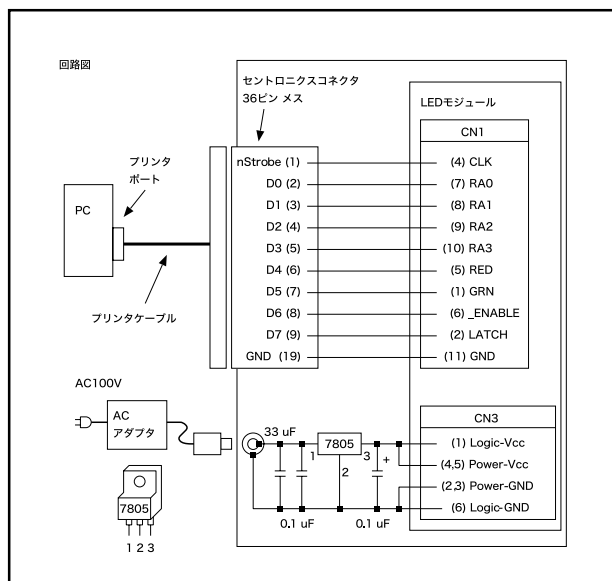 回路図
セントロニクスコネクタ
36ピン メス
LEDモジュール
CN1
プリンタ
ポート
PC
プリンタケーブル
nStrobe (1)
(4) CLK
D0 (2)
(7) RA0
D1 (3)
(8) RA1
D2 (4)
(9) RA2
D3 (5)
(10) RA3
D4 (6)
(5) RED
D5 (7)
(1) GRN
D6 (8)
(6) _ENABLE
D7 (9)
(2) LATCH
GND (19)
(11) GND
AC100V
AC
アダプタ
33 uF
7805
1
2
3
+
0.1 uF
0.1 uF
CN3
(1) Logic-Vcc
(4,5) Power-Vcc
(2,3) Power-GND
(6) Logic-GND
7805
1 2 3